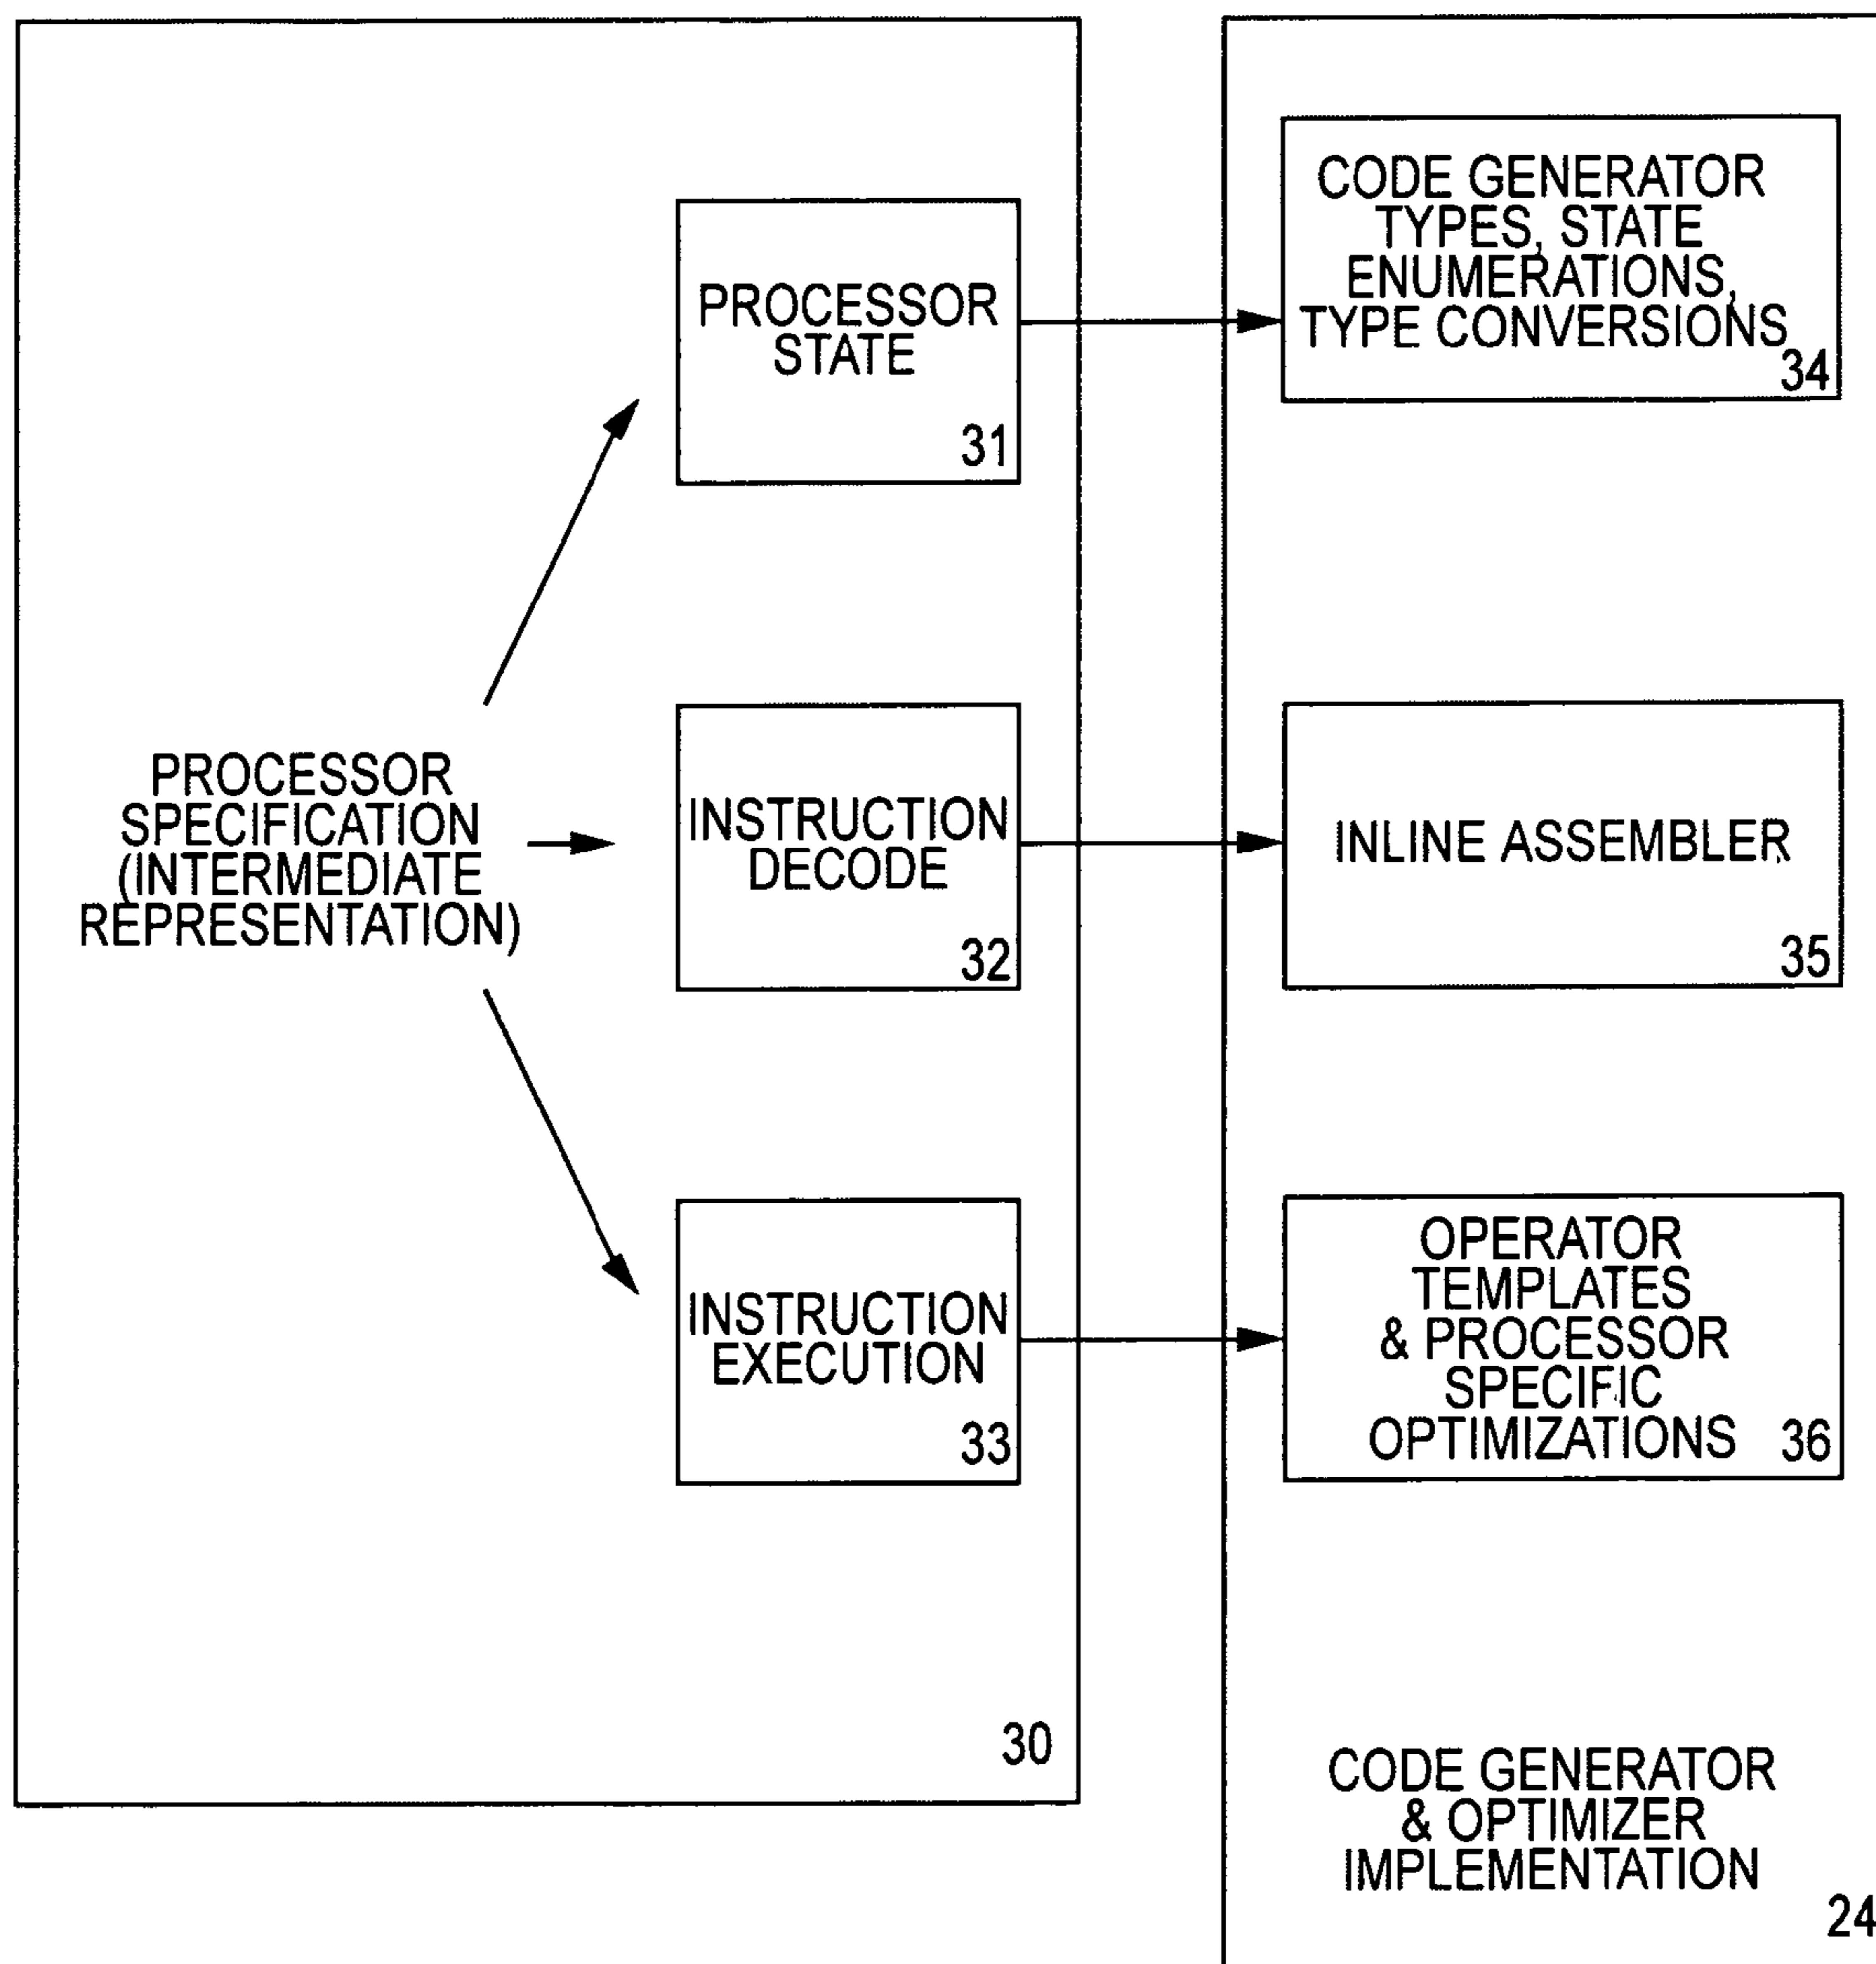 PROCESSOR
SPECIFICATION
(INTERMEDIATE
REPRESENTATION)
PROCESSOR
STATE
31
INSTRUCTION
DECODE
32
INSTRUCTION
EXECUTION
33
30
CODE GENERATOR
TYPES, STATE
ENUMERATIONS,
TYPE CONVERSIONS
34
INLINE ASSEMBLER
35
OPERATOR
TEMPLATES
& PROCESSOR
SPECIFIC
OPTIMIZATIONS 36
CODE GENERATOR
& OPTIMIZER
IMPLEMENTATION
24